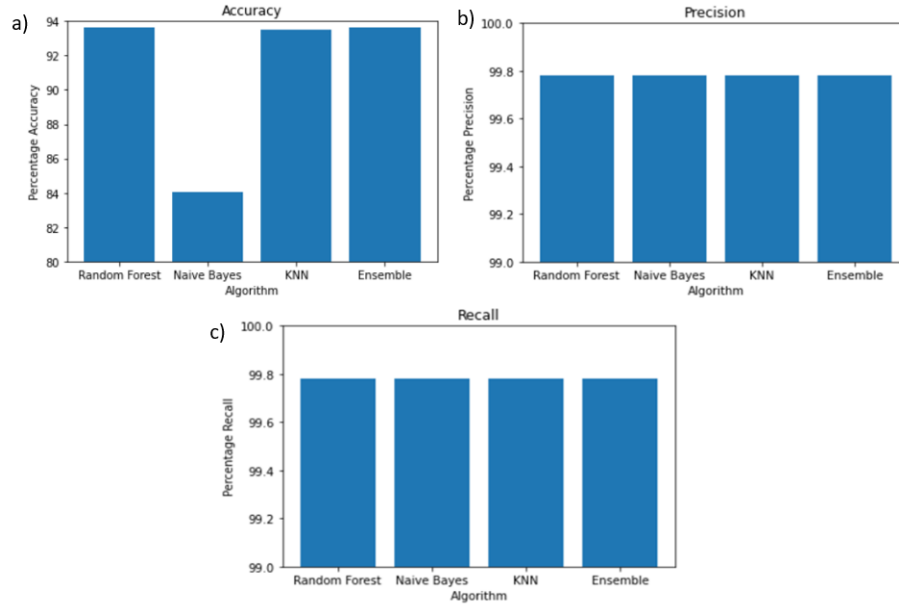 a)
Accuracy
Percentage Accuracy
94
92
90
88
86
84
82
80
Random Forest Naive Bayes KNN Ensemble
Algorithm
b)
Precision
Percentage Precision
100.0
99.8
99.6
99.4
99.2
99.0
Random Forest Naive Bayes KNN Ensemble
Algorithm
c)
Recall
Percentage Recall
100.0
99.8
99.6
99.4
99.2
99.0
Random Forest Naive Bayes KNN Ensemble
Algorithm